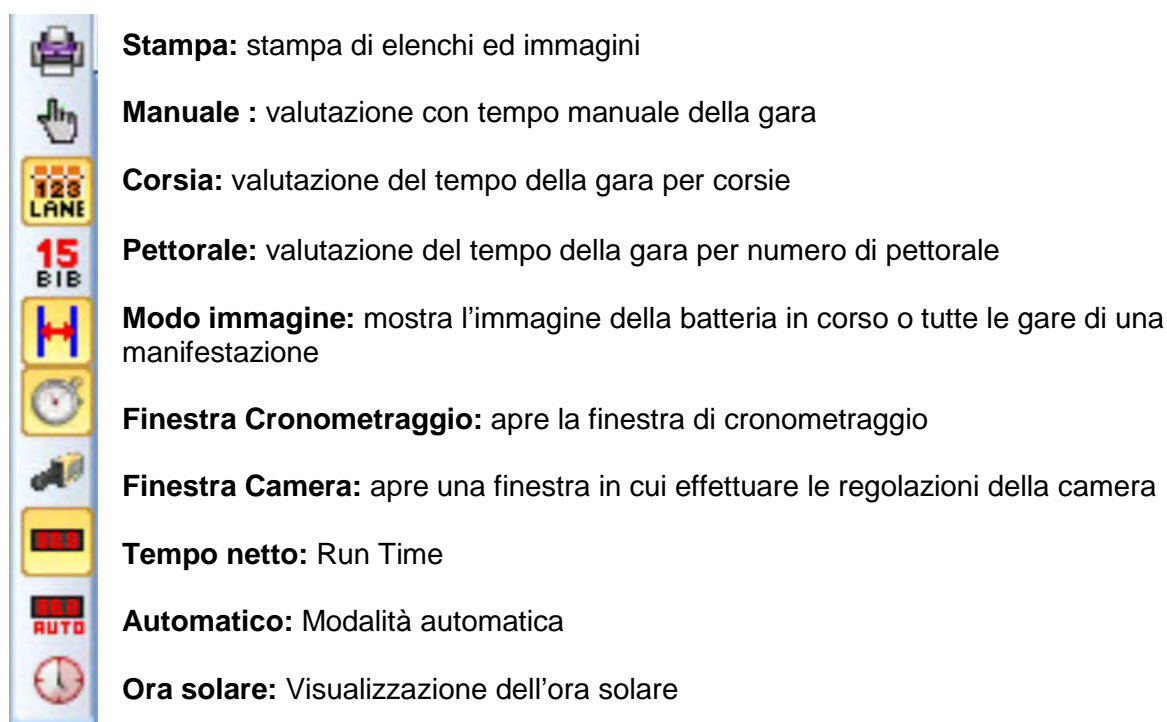 Stampa: stampa di elenchi ed immagini
Manuale : valutazione con tempo manuale della gara
123
LANE
Corsia: valutazione del tempo della gara per corsie
15
BIB
Pettorale: valutazione del tempo della gara per numero di pettorale
Modo immagine: mostra l’immagine della batteria in corso o tutte le gare di una
manifestazione
Finestra Cronometraggio: apre la finestra di cronometraggio
Finestra Camera: apre una finestra in cui effettuare le regolazioni della camera
Tempo netto: Run Time
AUTO
Automatico: Modalità automatica
Ora solare: Visualizzazione dell’ora solare